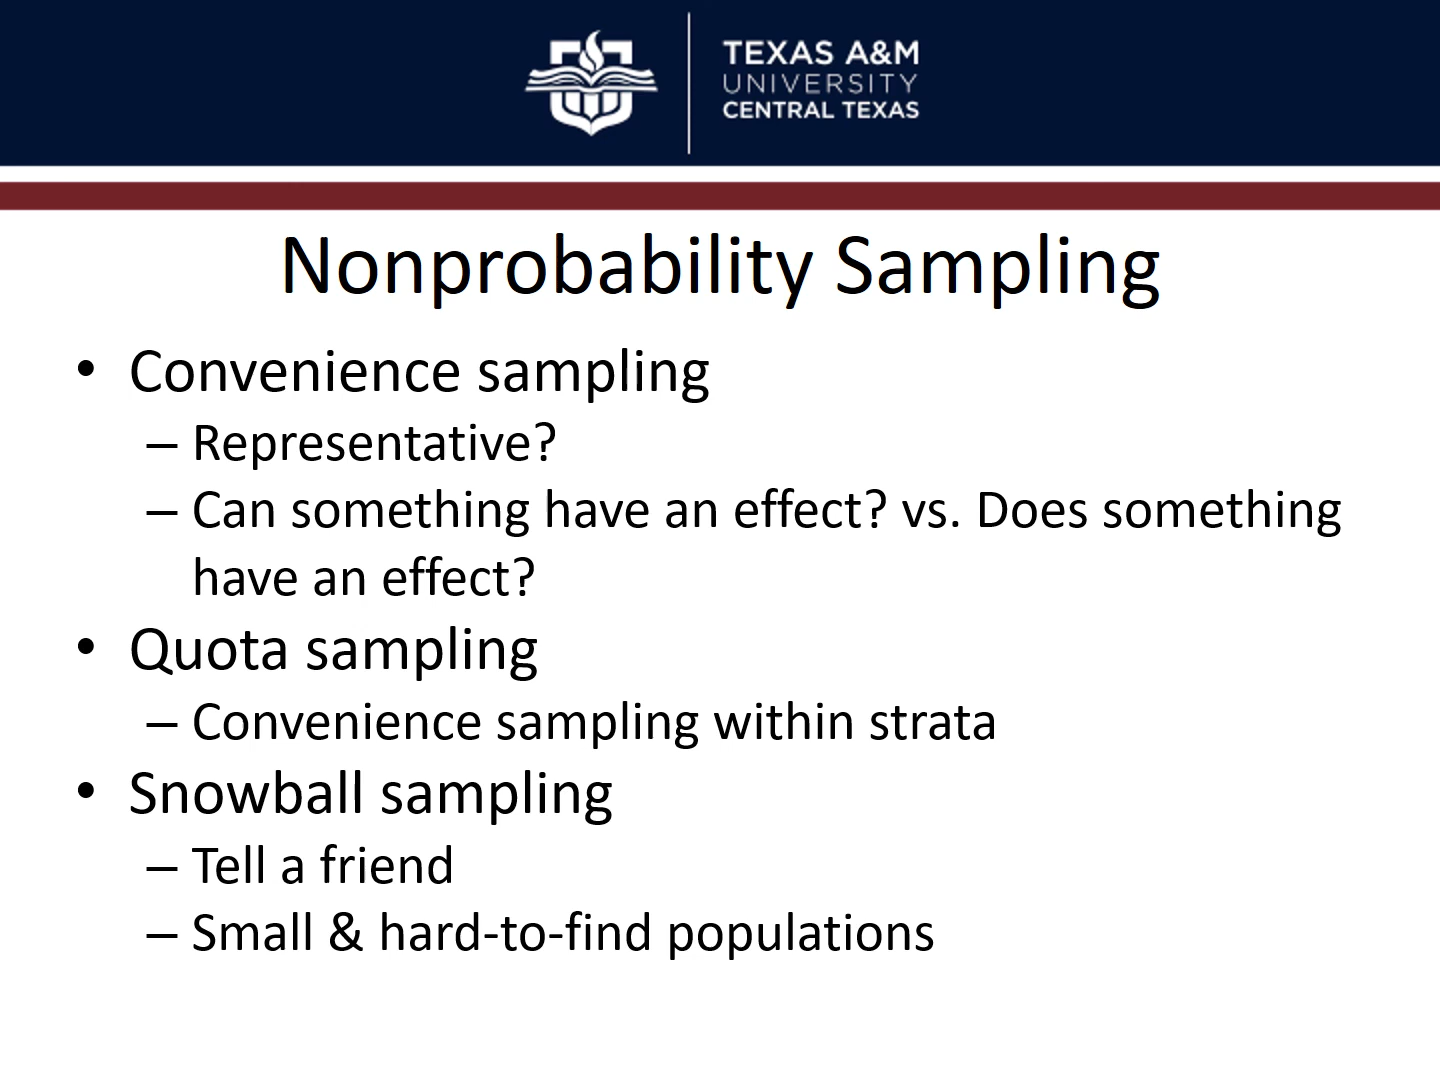 TEXAS A&M
UNIVERSITY
CENTRAL TEXAS
Nonprobability Sampling
• Convenience sampling
– Representative?
– Can something have an effect? vs. Does something
have an effect?
• Quota sampling
– Convenience sampling within strata
• Snowball sampling
– Tell a friend
– Small & hard-to-find populations